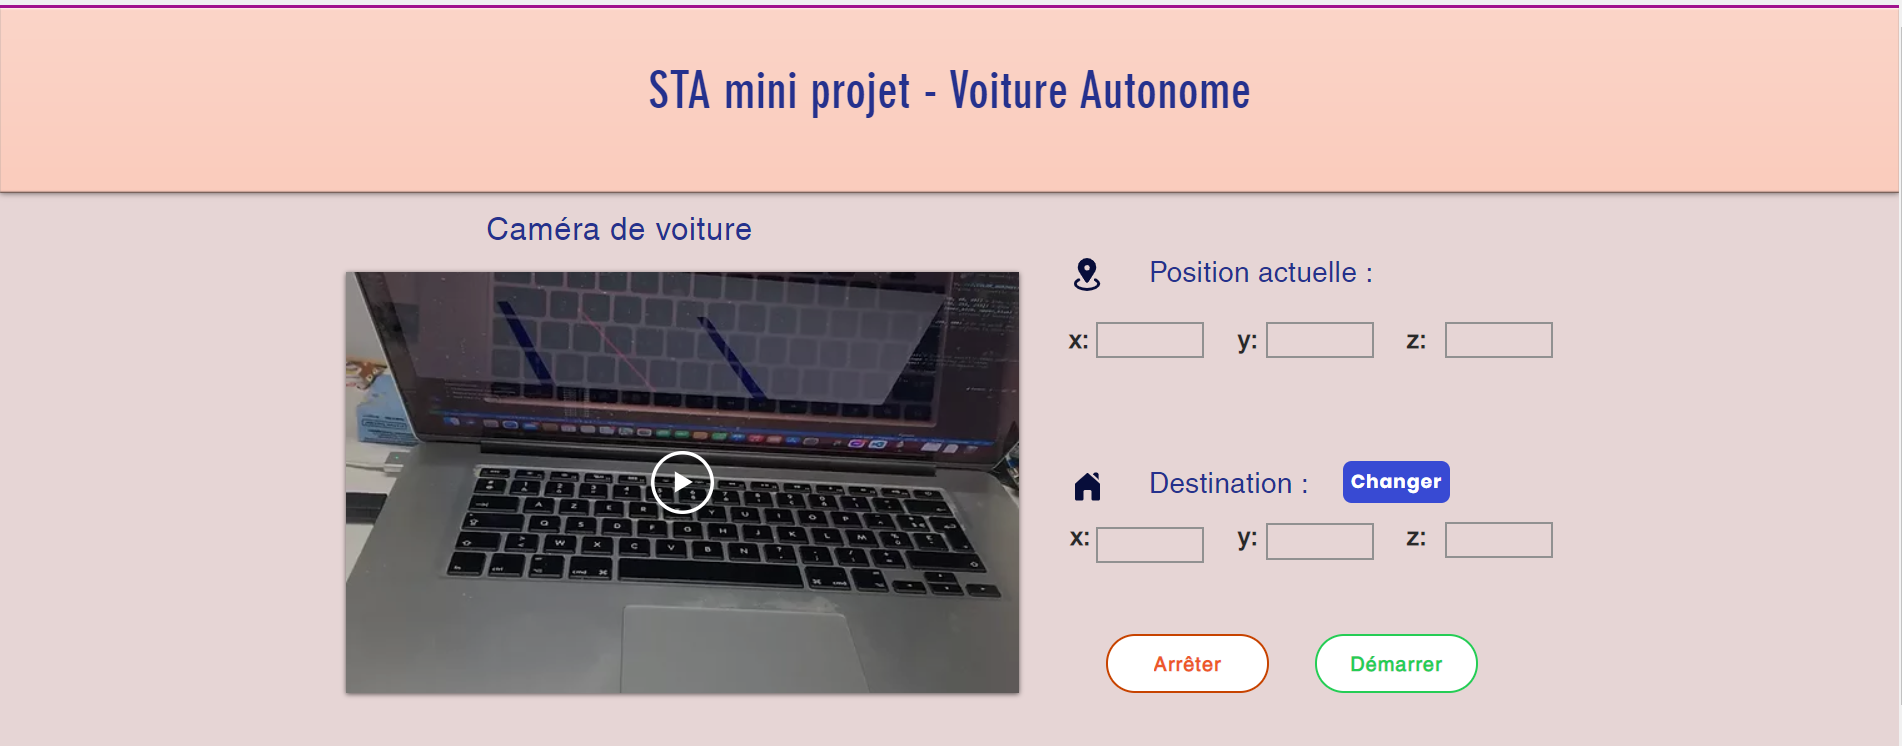 STA mini projet - Voiture Autonome
Caméra de voiture
Position actuelle :
x: y: z:
Destination : Changer
x: y: z:
Arrêter Démarrer